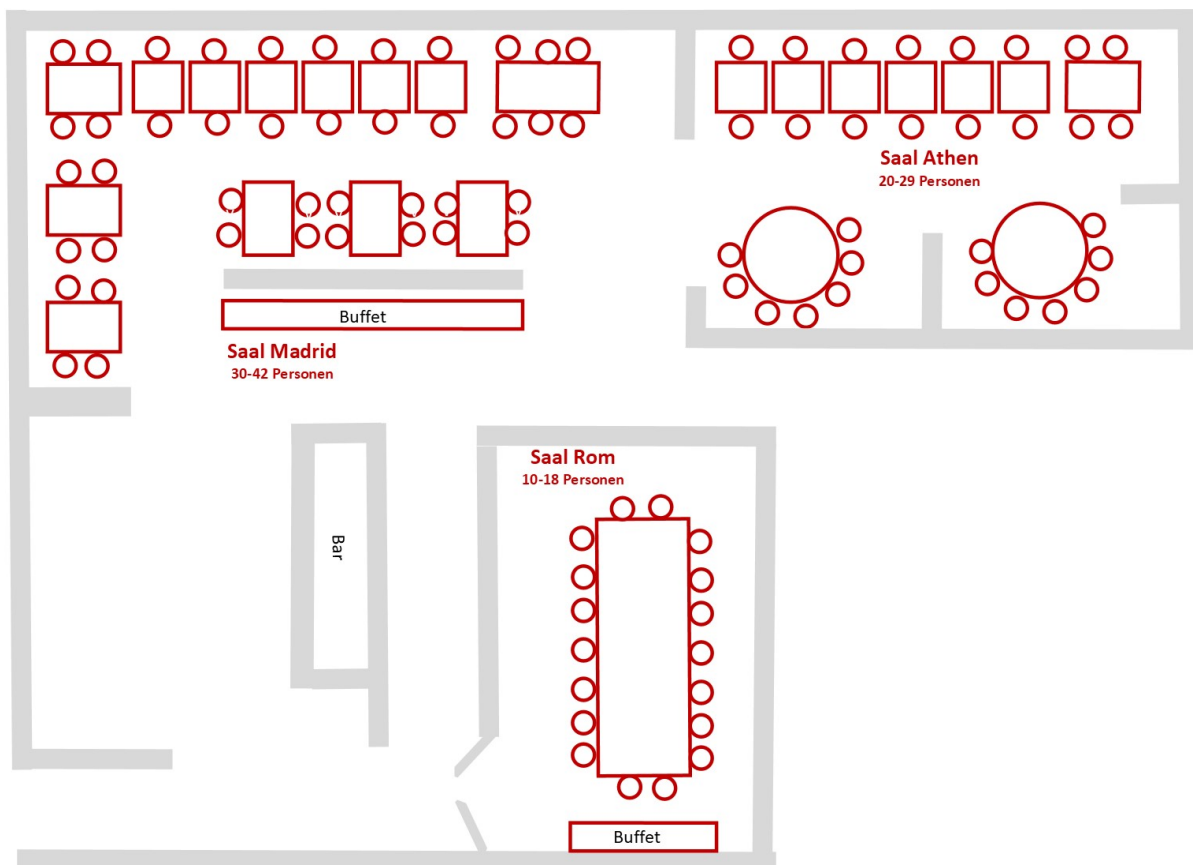 Saal Athen
20-29 Personen
Buffet
Saal Madrid
30-42 Personen
Saal Rom
10-18 Personen
Bar
Buffet